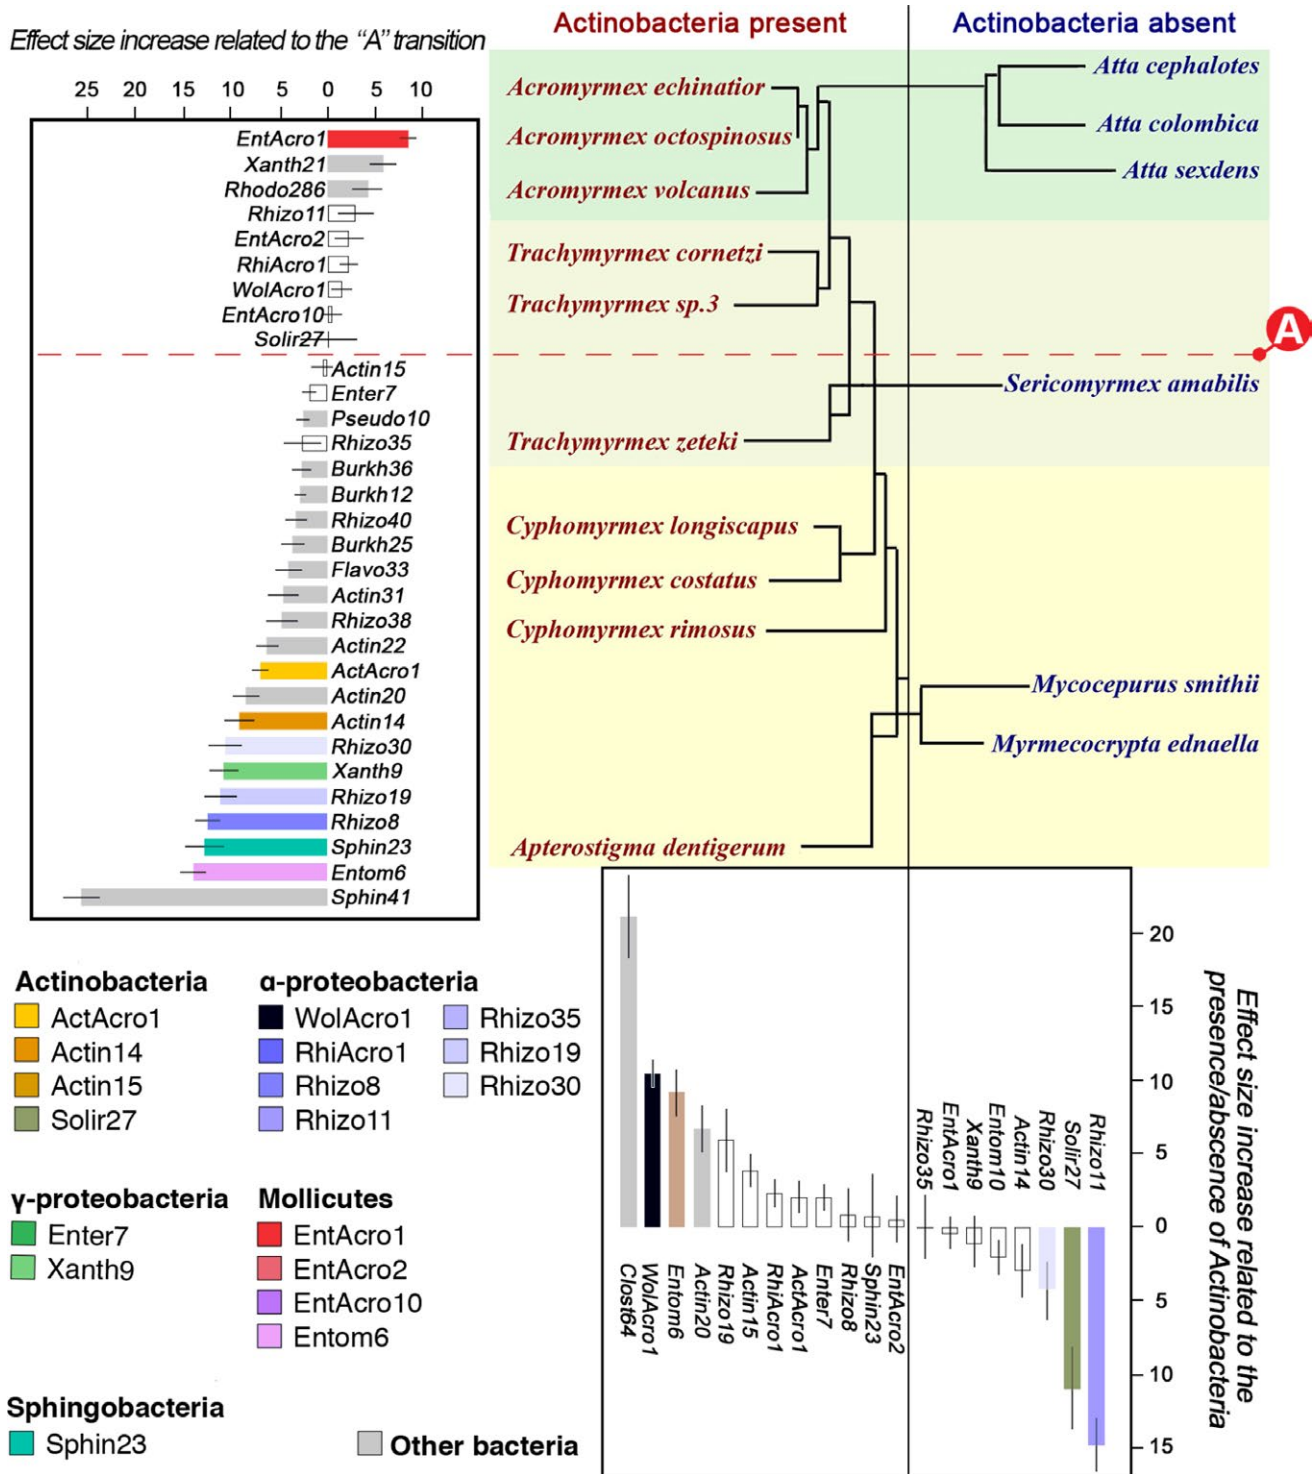 Effect size increase related to the "A" transition
25 20 15 10 5 0 5 10
EntAcro1
Xanth21
Rhodo286
Rhizo11
EntAcro2
RhiAcro1
WolAcro1
EntAcro10
Solir27
Actin15
Enter7
Pseudo10
Rhizo35
Burkh36
Burkh12
Rhizo40
Burkh25
Flavo33
Actin31
Rhizo38
Actin22
ActAcro1
Actin20
Actin14
Rhizo30
Xanth9
Rhizo19
Rhizo8
Sphin23
Entom6
Sphin41
Actinobacteria present
Actinobacteria absent
Acromyrmex echinatior
Acromyrmex octospinosus
Acromyrmex volcanus
Atta cephalotes
Atta colombica
Atta sexdens
Trachymyrmex cornetzi
Trachymyrmex sp.3
A
Sericomyrmex amabilis
Trachymyrmex zeteki
Cyphomyrmex longiscapus
Cyphomyrmex costatus
Cyphomyrmex rimosus
Mycocepurus smithii
Myrmecocrypta ednaella
Apterostigma dentigerum
Actinobacteria
ActAcro1
Actin14
Actin15
Solir27
α-proteobacteria
WolAcro1
RhiAcro1
Rhizo8
Rhizo11
Rhizo35
Rhizo19
Rhizo30
γ-proteobacteria
Enter7
Xanth9
Mollicutes
EntAcro1
EntAcro2
EntAcro10
Entom6
Sphingobacteria
Sphin23
Other bacteria
Clost64
WolAcro1
Entom6
Actin20
Rhizo19
Actin15
RhiAcro1
ActAcro1
Enter7
Rhizo8
Sphin23
EntAcro2
Rhizo35
EntAcro1
Xanth9
Entom10
Actin14
Rhizo30
Solir27
Rhizo11
20
15
10
5
0
5
10
15
Effect size increase related to the
presence/abscence of Actinobacteria